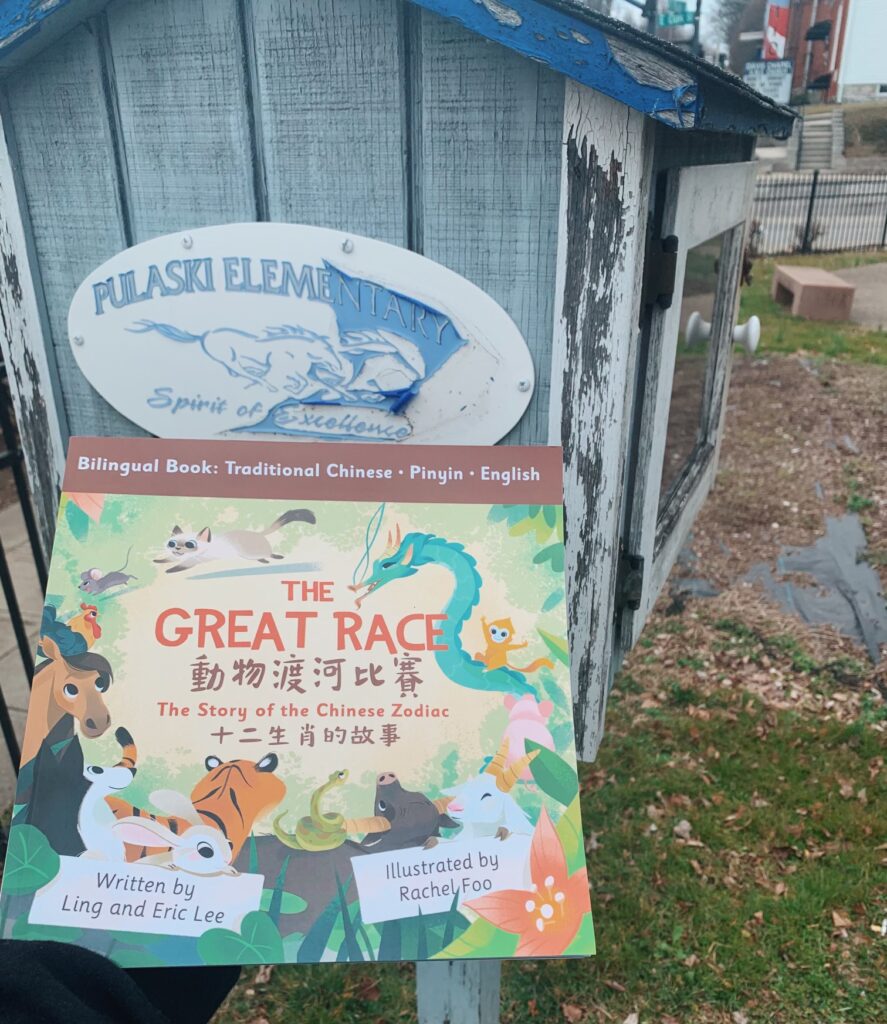 PULASKI ELEMENTARY
Spirit of Excellence
Bilingual Book: Traditional Chinese • Pinyin • English
THE
GREAT RACE
動物渡河比賽
The Story of the Chinese Zodiac
十二生肖的故事
Written by
Ling and Eric Lee
Illustrated by
Rachel Foo